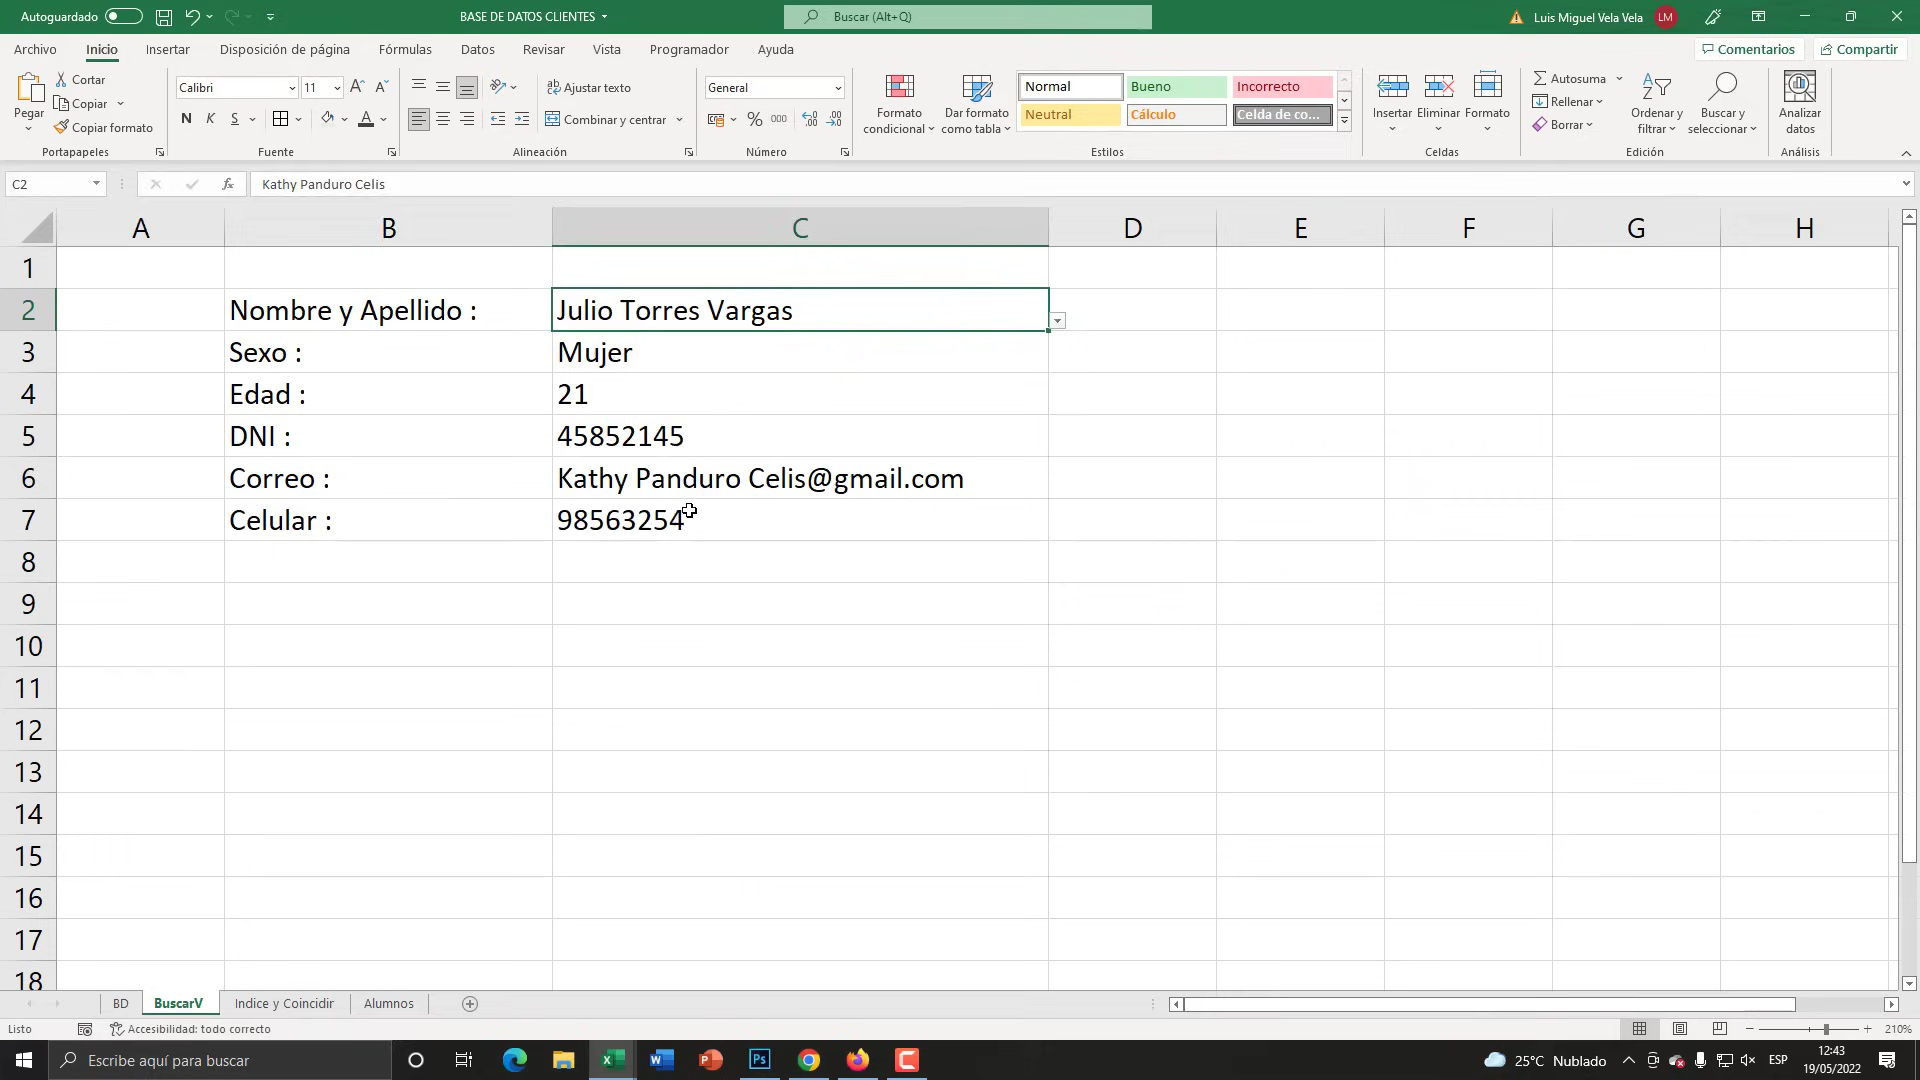 Autoguardado
BASE DE DATOS CLIENTES
Buscar (Alt+Q)
Luis Miguel Vela Vela
LM
Archivo
Inicio
Insertar
Disposición de página
Fórmulas
Datos
Revisar
Vista
Programador
Ayuda
Comentarios
Compartir
Pegar
Cortar
Copiar
Copiar formato
Portapapeles
Calibri
11
N K S
Fuente
Ajustar texto
Combinar y centrar
Alineación
General
% 000
Número
Formato condicional
Dar formato como tabla
Normal
Bueno
Incorrecto
Neutral
Cálculo
Celda de co...
Estilos
Insertar
Eliminar
Formato
Celdas
Autosuma
Rellenar
Borrar
Ordenar y filtrar
Buscar y seleccionar
Edición
Analizar datos
Análisis
C2
fx
Kathy Panduro Celis
A B C D E F G H
1
2 Nombre y Apellido : Julio Torres Vargas
3 Sexo : Mujer
4 Edad : 21
5 DNI : 45852145
6 Correo : Kathy Panduro Celis@gmail.com
7 Celular : 98563254
8
9
10
11
12
13
14
15
16
17
18
BD
BuscarV
Indice y Coincidir
Alumnos
Listo
Accesibilidad: todo correcto
210%
Escribe aquí para buscar
25°C Nublado
ESP
12:43
19/05/2022